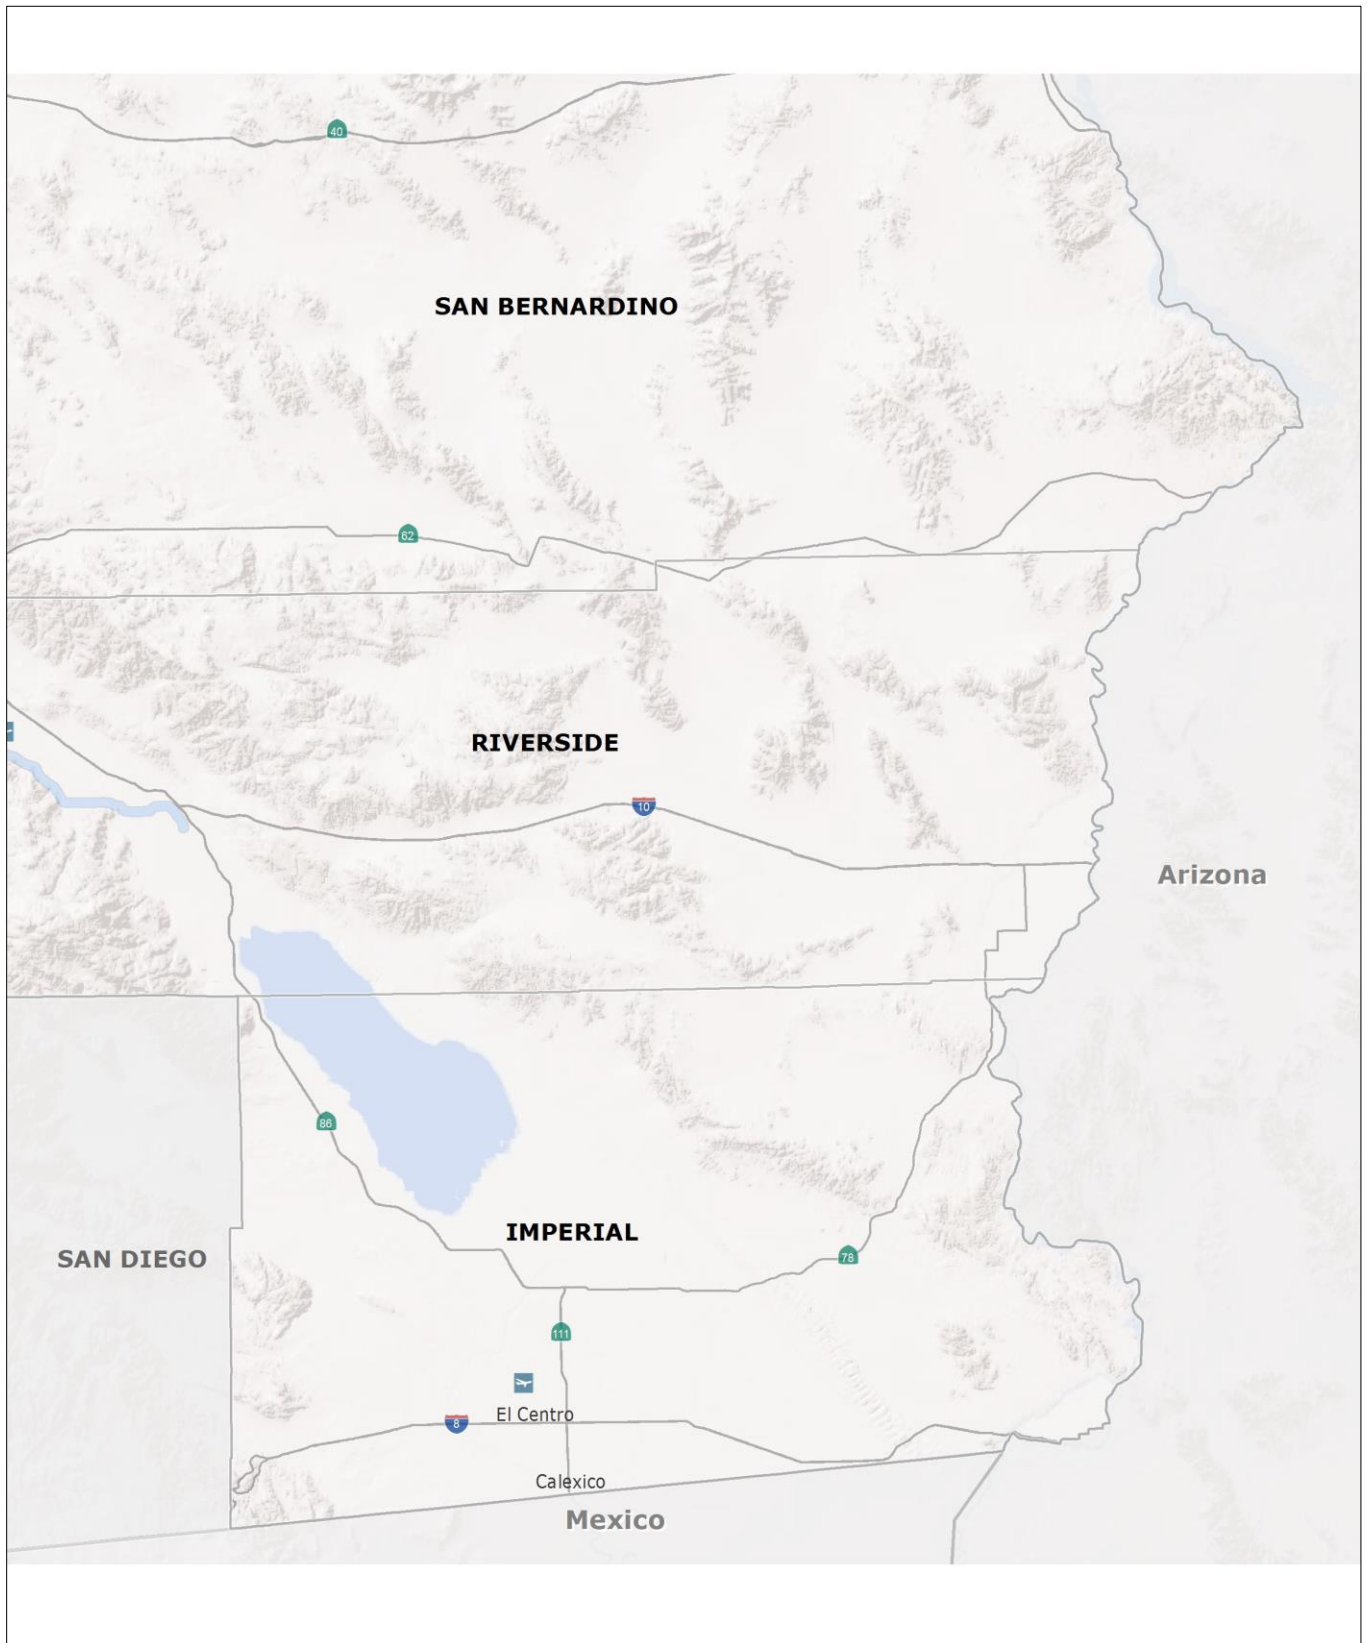 40
SAN BERNARDINO
62
RIVERSIDE
10
Arizona
86
IMPERIAL
78
SAN DIEGO
111
El Centro
8
Calexico
Mexico